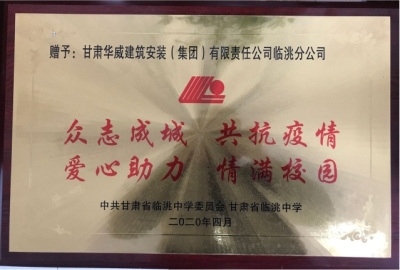 赠予：甘肃华威建筑安装（集团）有限责任公司临洮分公司
众志成城 共抗疫情
爱心助力 情满校园
中共甘肃省临洮中学委员会 甘肃省临洮中学
二〇二〇年四月